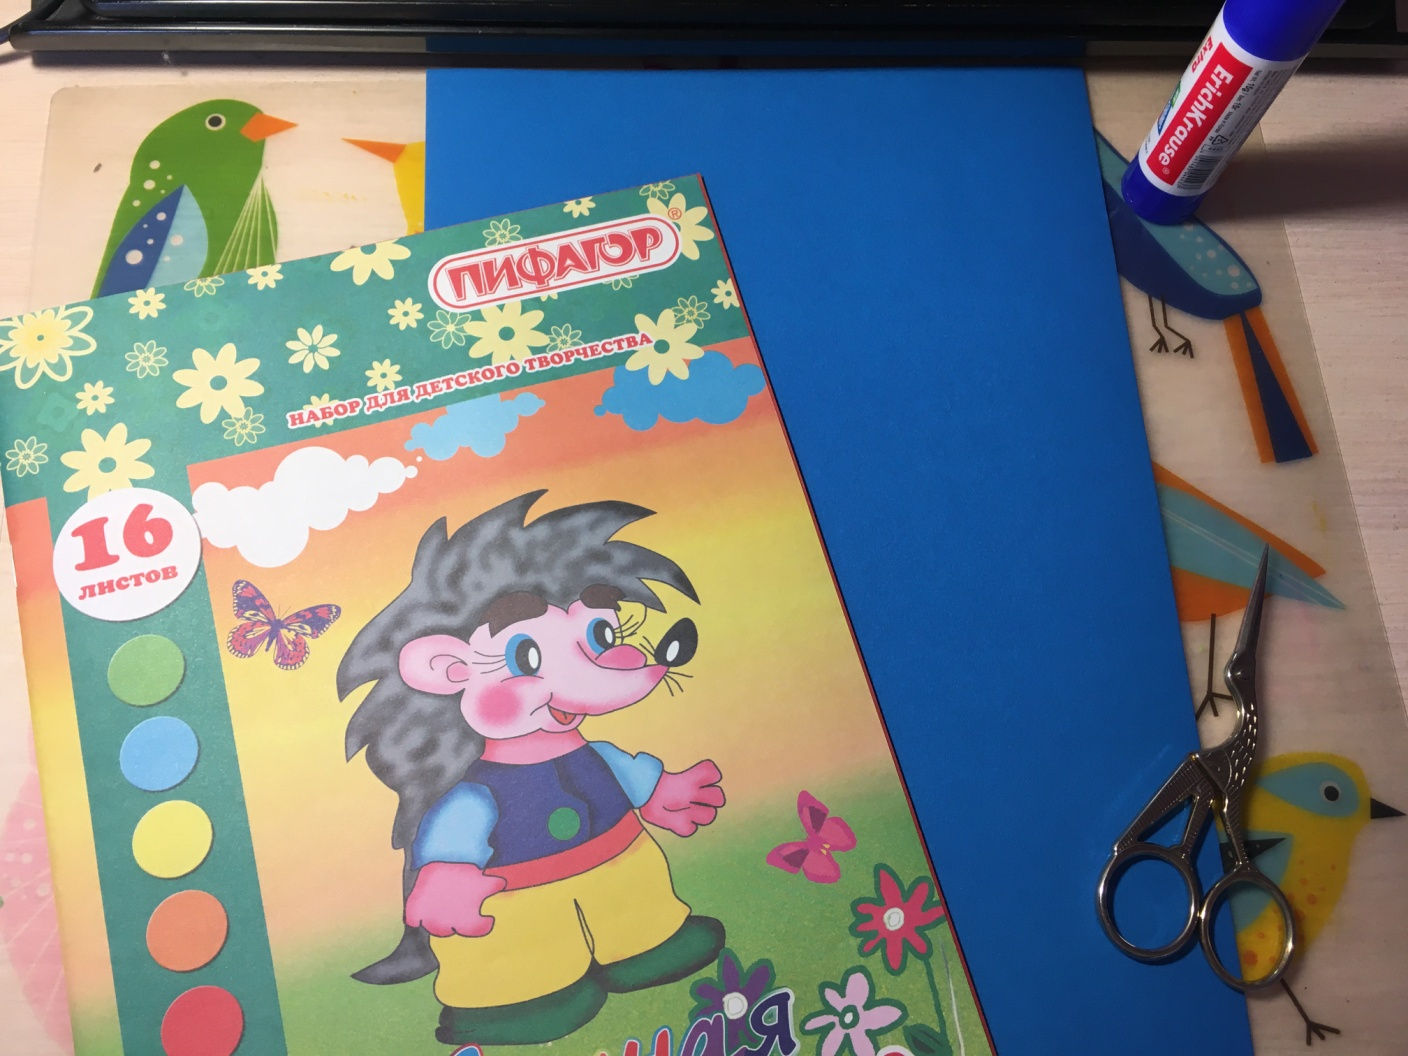 ПИФАГОР®
НАБОР ДЛЯ ДЕТСКОГО ТВОРЧЕСТВА
16
ЛИСТОВ
ErichKrause®
Extra